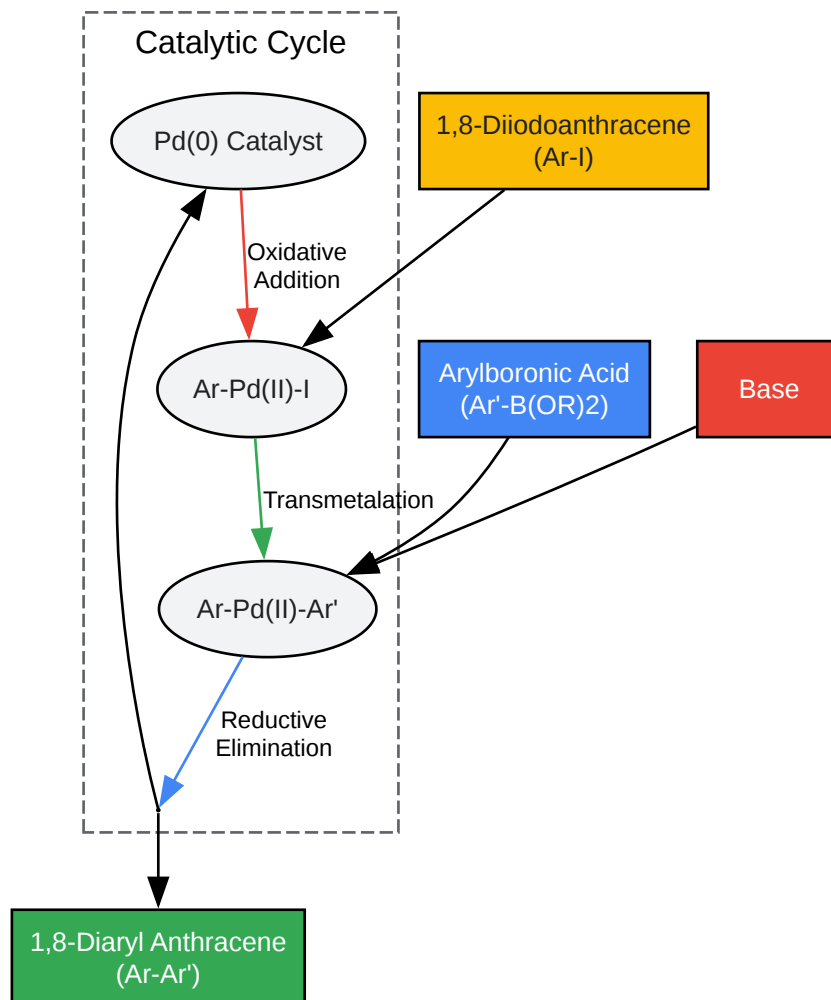 Catalytic Cycle
Pd(0) Catalyst
1,8-Diiodoanthracene
(Ar-I)
Oxidative
Addition
Ar-Pd(II)-I
Arylboronic Acid
(Ar'-B(OR)2)
Base
Transmetalation
Ar-Pd(II)-Ar'
Reductive
Elimination
1,8-Diaryl Anthracene
(Ar-Ar')